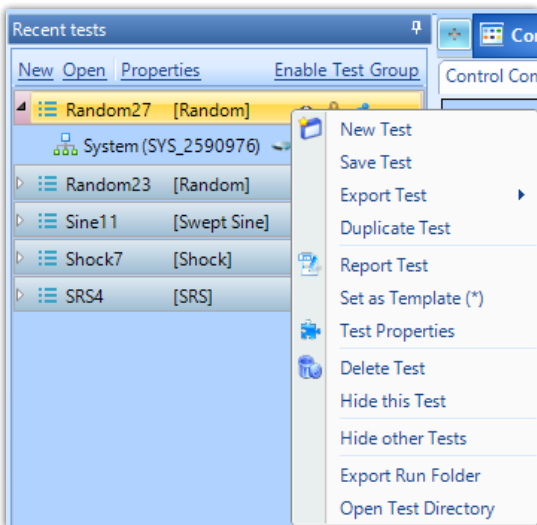 Recent tests
Con
New Open Properties Enable Test Group
Control Con
Random27 [Random]
System (SYS_2590976)
Random23 [Random]
Sine11 [Swept Sine]
Shock7 [Shock]
SRS4 [SRS]
New Test
Save Test
Export Test
Duplicate Test
Report Test
Set as Template (*)
Test Properties
Delete Test
Hide this Test
Hide other Tests
Export Run Folder
Open Test Directory